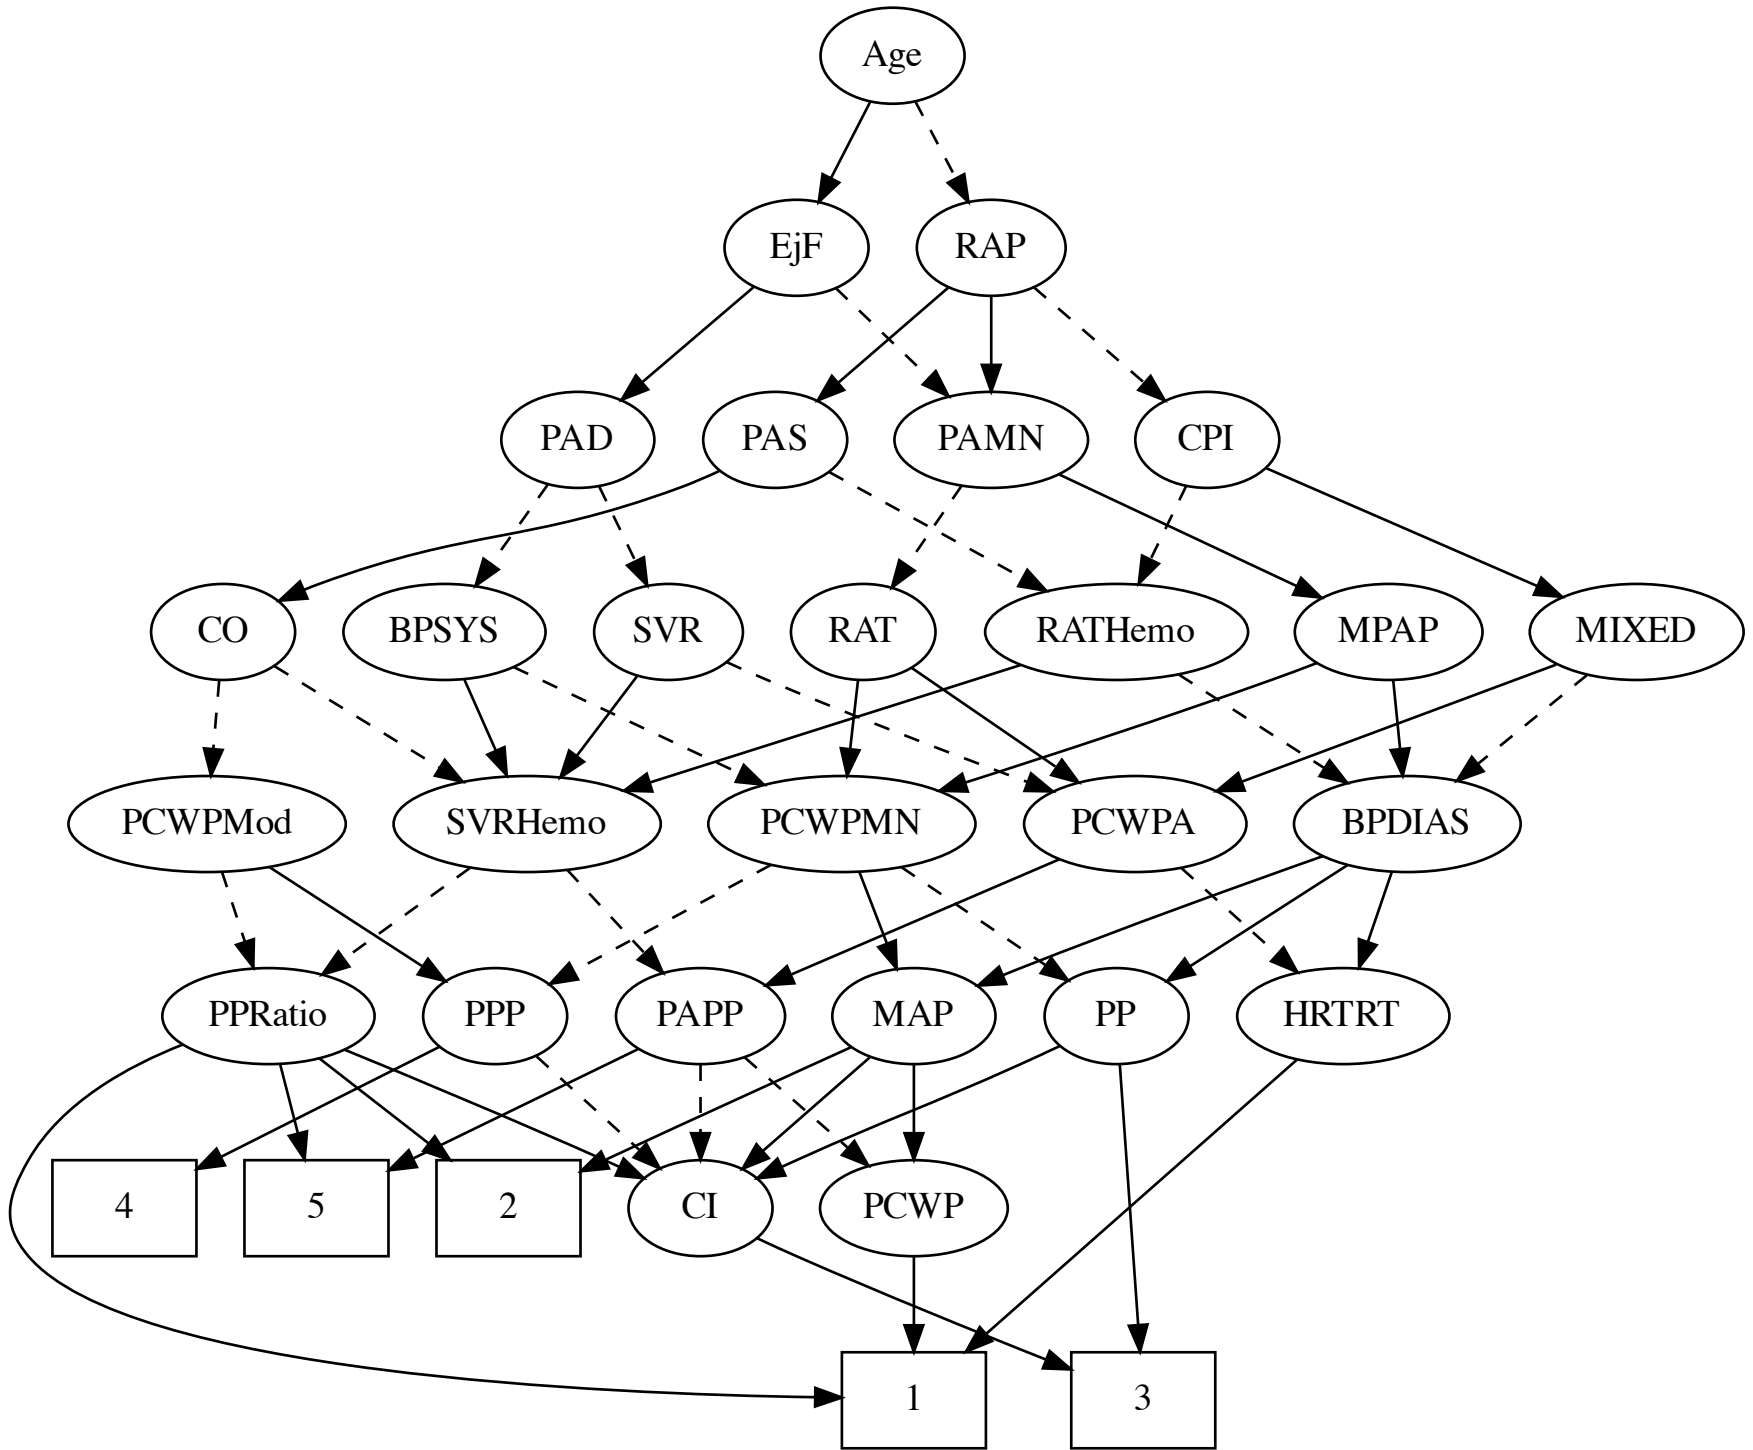 Age
EjF
RAP
PAD
PAS
PAMN
CPI
CO
BPSYS
SVR
RAT
RATHemo
MPAP
MIXED
PCWPMod
SVRHemo
PCWPMN
PCWPA
BPDIAS
PPRatio
PPP
PAPP
MAP
PP
HRTRT
4
5
2
CI
PCWP
1
3